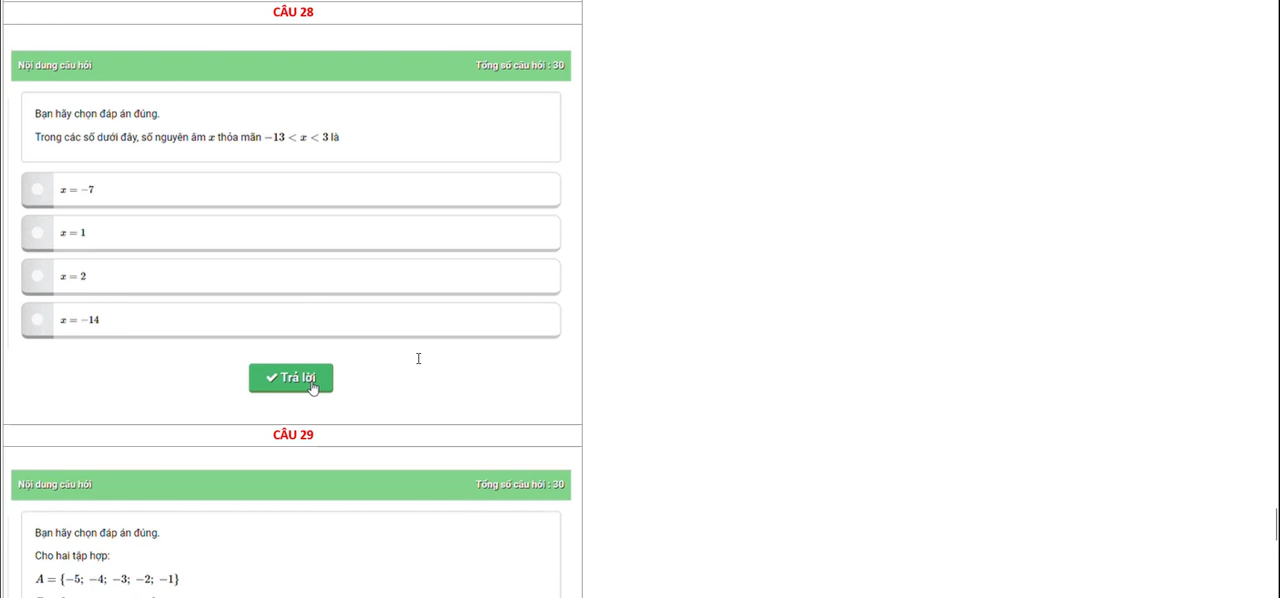 CÂU 28
Nội dung câu hỏi
Tổng số câu hỏi : 30
Bạn hãy chọn đáp án đúng.
Trong các số dưới đây, số nguyên âm x thỏa mãn −13 < x < 3 là
x = −7
x = 1
x = 2
x = −14
Trả lời
CÂU 29
Nội dung câu hỏi
Tổng số câu hỏi : 30
Bạn hãy chọn đáp án đúng.
Cho hai tập hợp:
A = {−5; −4; −3; −2; −1}